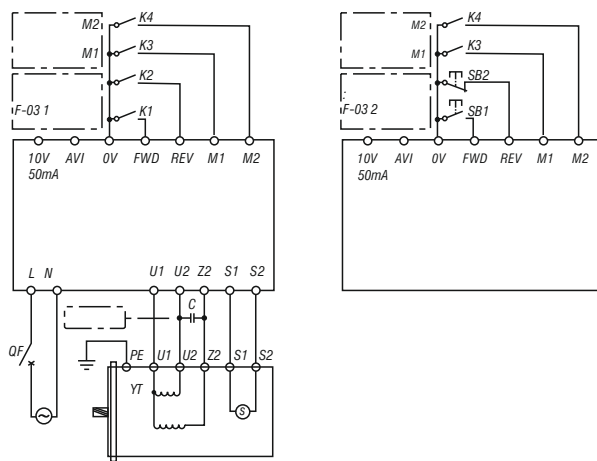 M2 K4
M1 K3
K2
F-03 1
K1
10V AVI 0V FWD REV M1 M2
50mA
L N U1 U2 Z2 S1 S2
C
QF
PE U1 U2 Z2 S1 S2
YT
S
M2 K4
M1 K3
SB2
:
F-03 2
SB1
10V AVI 0V FWD REV M1 M2
50mA